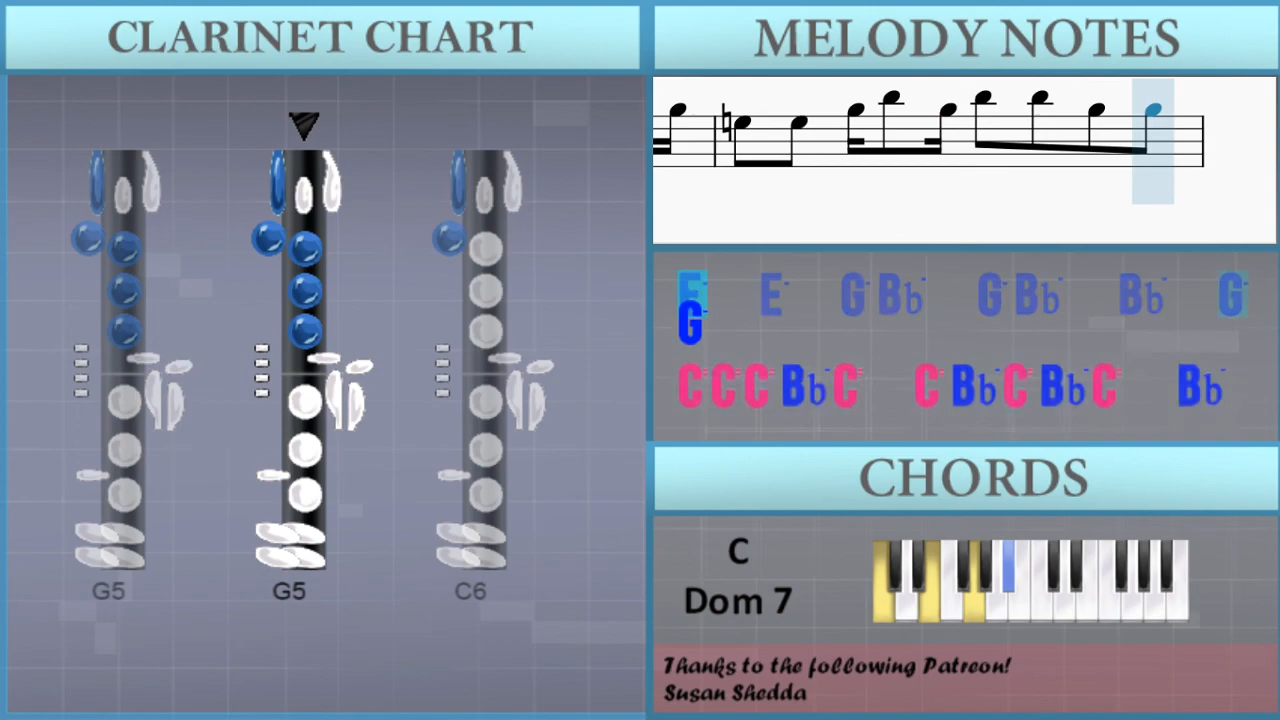 CLARINET CHART
G5 G5 C6
MELODY NOTES
E E G Bb G Bb Bb G
G
C C C Bb C C Bb C Bb C Bb
CHORDS
C
Dom 7
Thanks to the following Patreon!
Susan Shedda